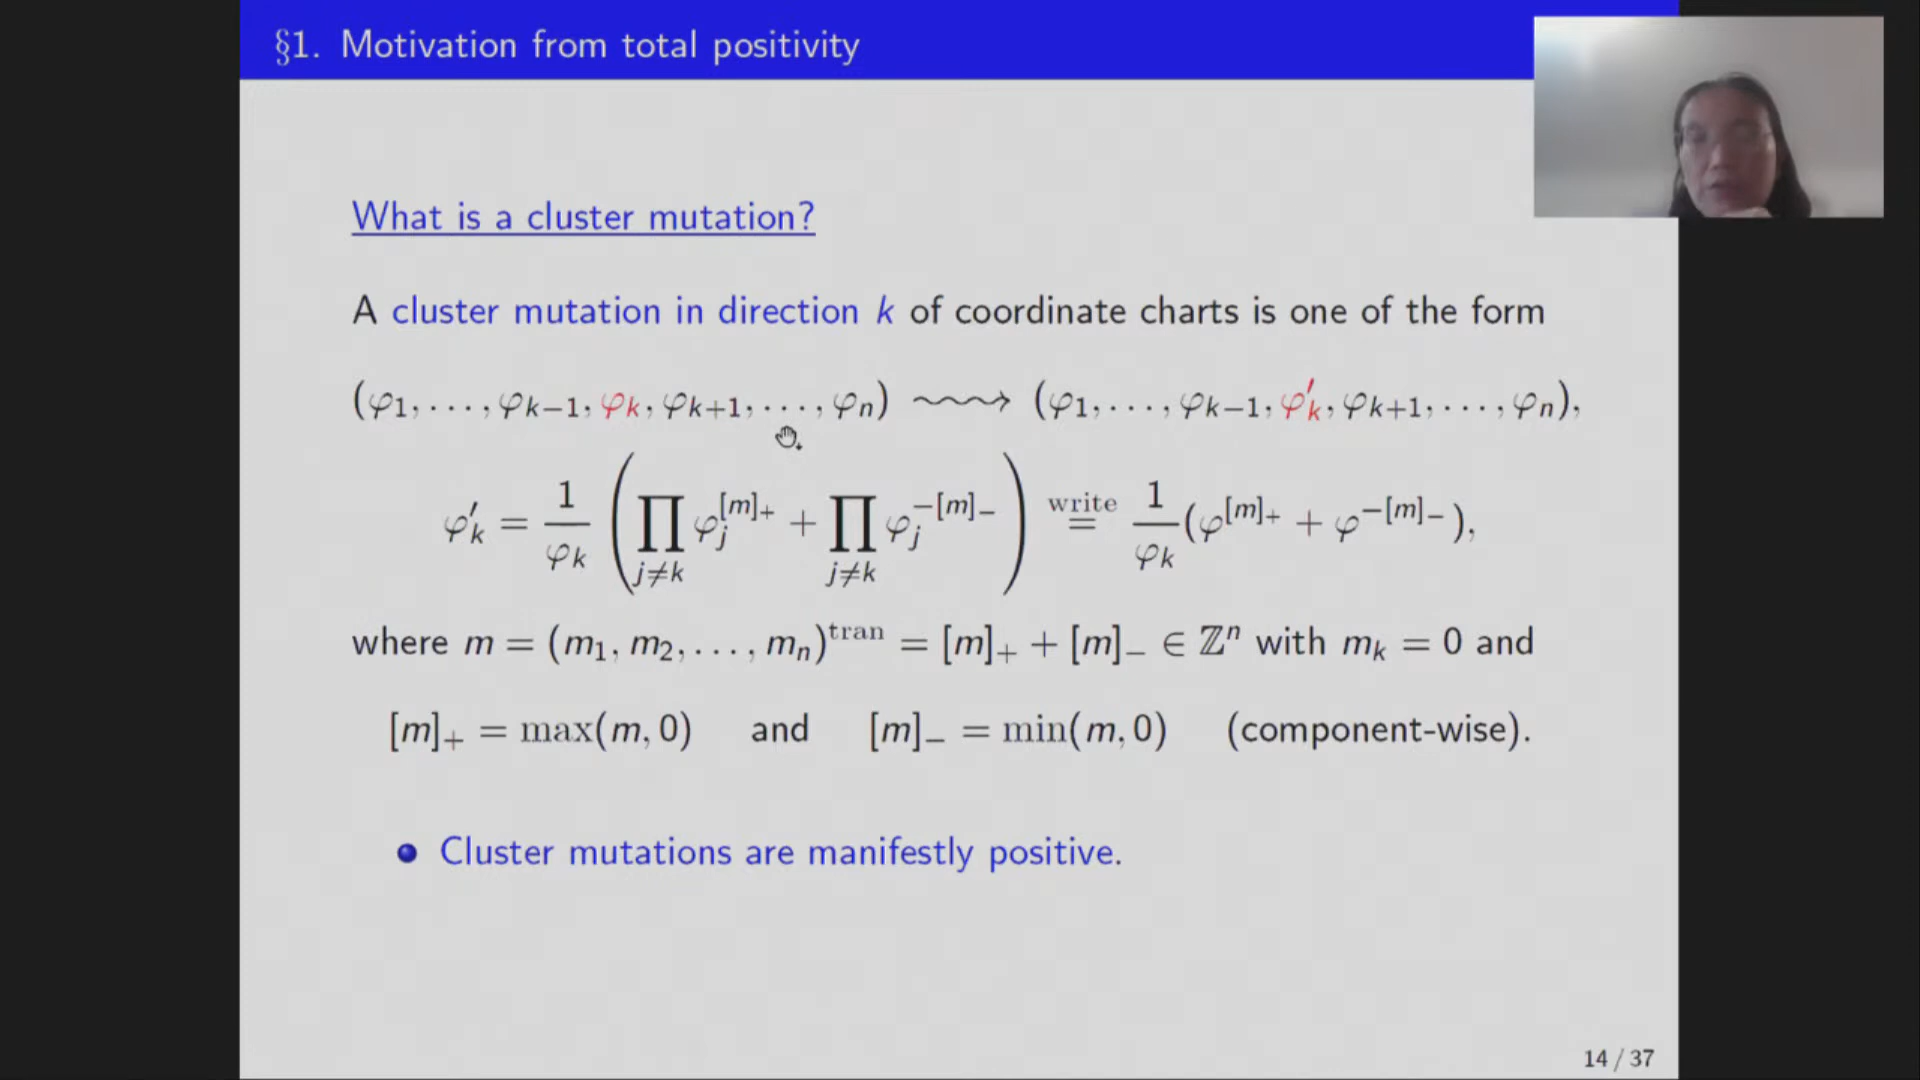 §1. Motivation from total positivity
What is a cluster mutation?
A cluster mutation in direction k of coordinate charts is one of the form
(φ₁, . . . , φₖ₋₁, φₖ, φₖ₊₁, . . . , φₙ) ⟿ (φ₁, . . . , φₖ₋₁, φ′ₖ, φₖ₊₁, . . . , φₙ),
φ′ₖ = 1/φₖ ( ∏_{j≠k} φⱼ^{[m]₊} + ∏_{j≠k} φⱼ^{−[m]₋} ) write = 1/φₖ (φ^{[m]₊} + φ^{−[m]₋}),
where m = (m₁, m₂, . . . , mₙ)^{tran} = [m]₊ + [m]₋ ∈ ℤⁿ with mₖ = 0 and
[m]₊ = max(m, 0) and [m]₋ = min(m, 0) (component-wise).
• Cluster mutations are manifestly positive.
14 / 37